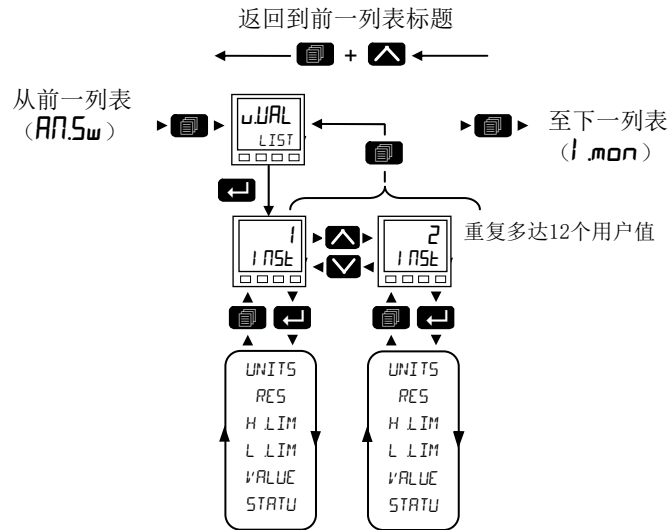 返回到前一列表标题
+
从前一列表
（AN.Sw）
u.VAL
LIST
至下一列表
（I.mon）
1
INSt
2
INSt
重复多达12个用户值
UNITS
RES
H.LIM
L.LIM
VALUE
STATU
UNITS
RES
H.LIM
L.LIM
VALUE
STATU